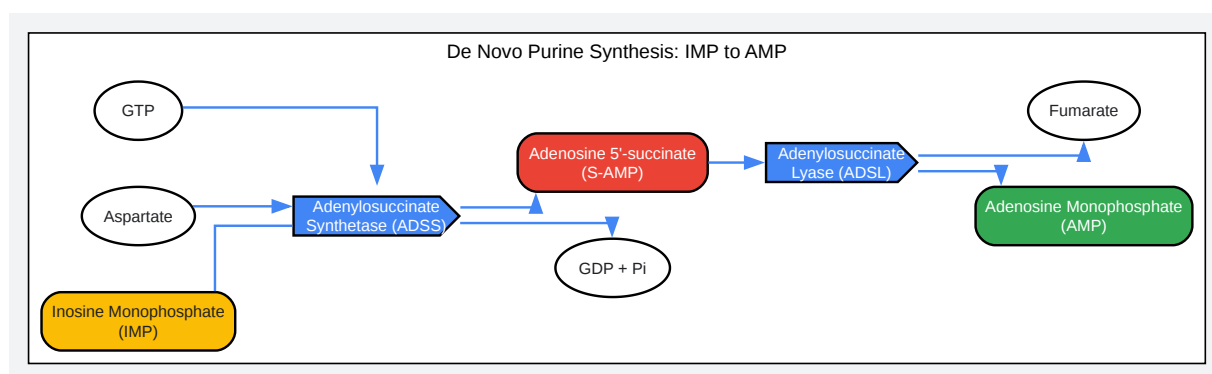 De Novo Purine Synthesis: IMP to AMP
GTP
Fumarate
Adenosine 5'-succinate
(S-AMP)
Adenylosuccinate
Lyase (ADSL)
Aspartate
Adenylosuccinate
Synthetase (ADSS)
Adenosine Monophosphate
(AMP)
GDP + Pi
Inosine Monophosphate
(IMP)